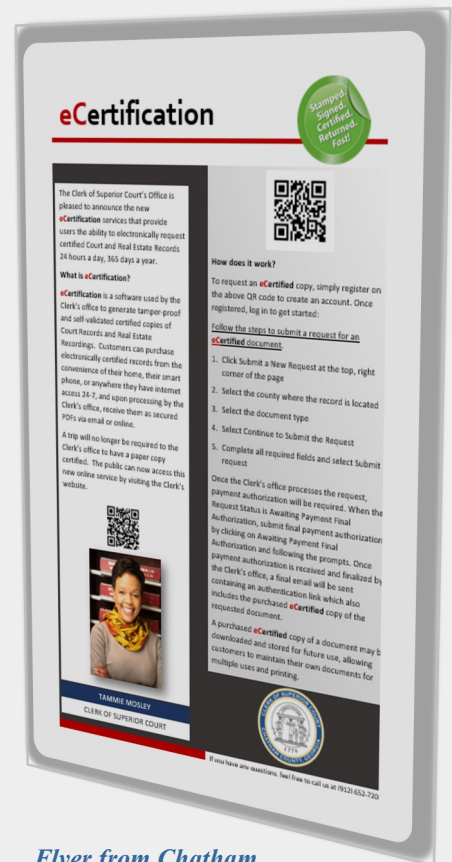 eCertification
Stamped.
Signed.
Certified.
Returned.
Fast!
The Clerk of Superior Court's Office is
pleased to announce the new
eCertification services that provide
users the ability to electronically request
certified Court and Real Estate Records
24 hours a day, 365 days a year.
What is eCertification?
eCertification is a software used by the
Clerk's office to generate tamper-proof
and self-validated certified copies of
Court Records and Real Estate
Recordings. Customers can purchase
electronically certified records from the
convenience of their home, their smart
phone, or anywhere they have internet
access 24-7, and upon processing by the
Clerk's office, receive them as secured
PDFs via email or online.
A trip will no longer be required to the
Clerk's office to have a paper copy
certified. The public can now access this
new online service by visiting the Clerk's
website.
TAMMIE MOSLEY
CLERK OF SUPERIOR COURT
How does it work?
To request an eCertified copy, simply register on
the above QR code to create an account. Once
registered, log in to get started:
Follow the steps to submit a request for an
eCertified document.
1. Click Submit a New Request at the top, right
corner of the page
2. Select the county where the record is located
3. Select the document type
4. Select Continue to Submit the Request
5. Complete all required fields and select Submit
request
Once the Clerk's office processes the request,
payment authorization will be required. When the
Request Status is Awaiting Payment Final
Authorization, submit final payment authorization
by clicking on Awaiting Payment Final
Authorization and following the prompts. Once
payment authorization is received and finalized by
the Clerk's office, a final email will be sent
containing an authentication link which also
includes the purchased eCertified copy of the
requested document.
A purchased eCertified copy of a document may b
downloaded and stored for future use, allowing
customers to maintain their own documents for
multiple uses and printing.
CLERK OF SUPERIOR COURT
CHATHAM COUNTY, GEORGIA
1776
If you have any questions, feel free to call us at (912) 652-720
Flyer from Chatham